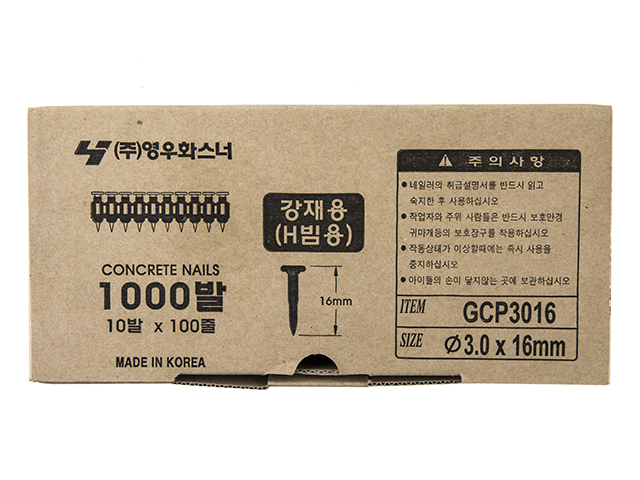 (주)영우화스너
강재용
(H빔용)
CONCRETE NAILS
1000발
10발 x 100줄
16mm
MADE IN KOREA
주의사항
• 네일러의 취급설명서를 반드시 읽고
숙지한 후 사용하십시오
• 작업자와 주위 사람들은 반드시 보호안경
귀마개등의 보호장구를 착용하십시오
• 작동상태가 이상할때에는 즉시 사용을
중지하십시오
• 아이들의 손이 닿지않는 곳에 보관하십시오
ITEM GCP3016
SIZE Ø3.0 x 16mm